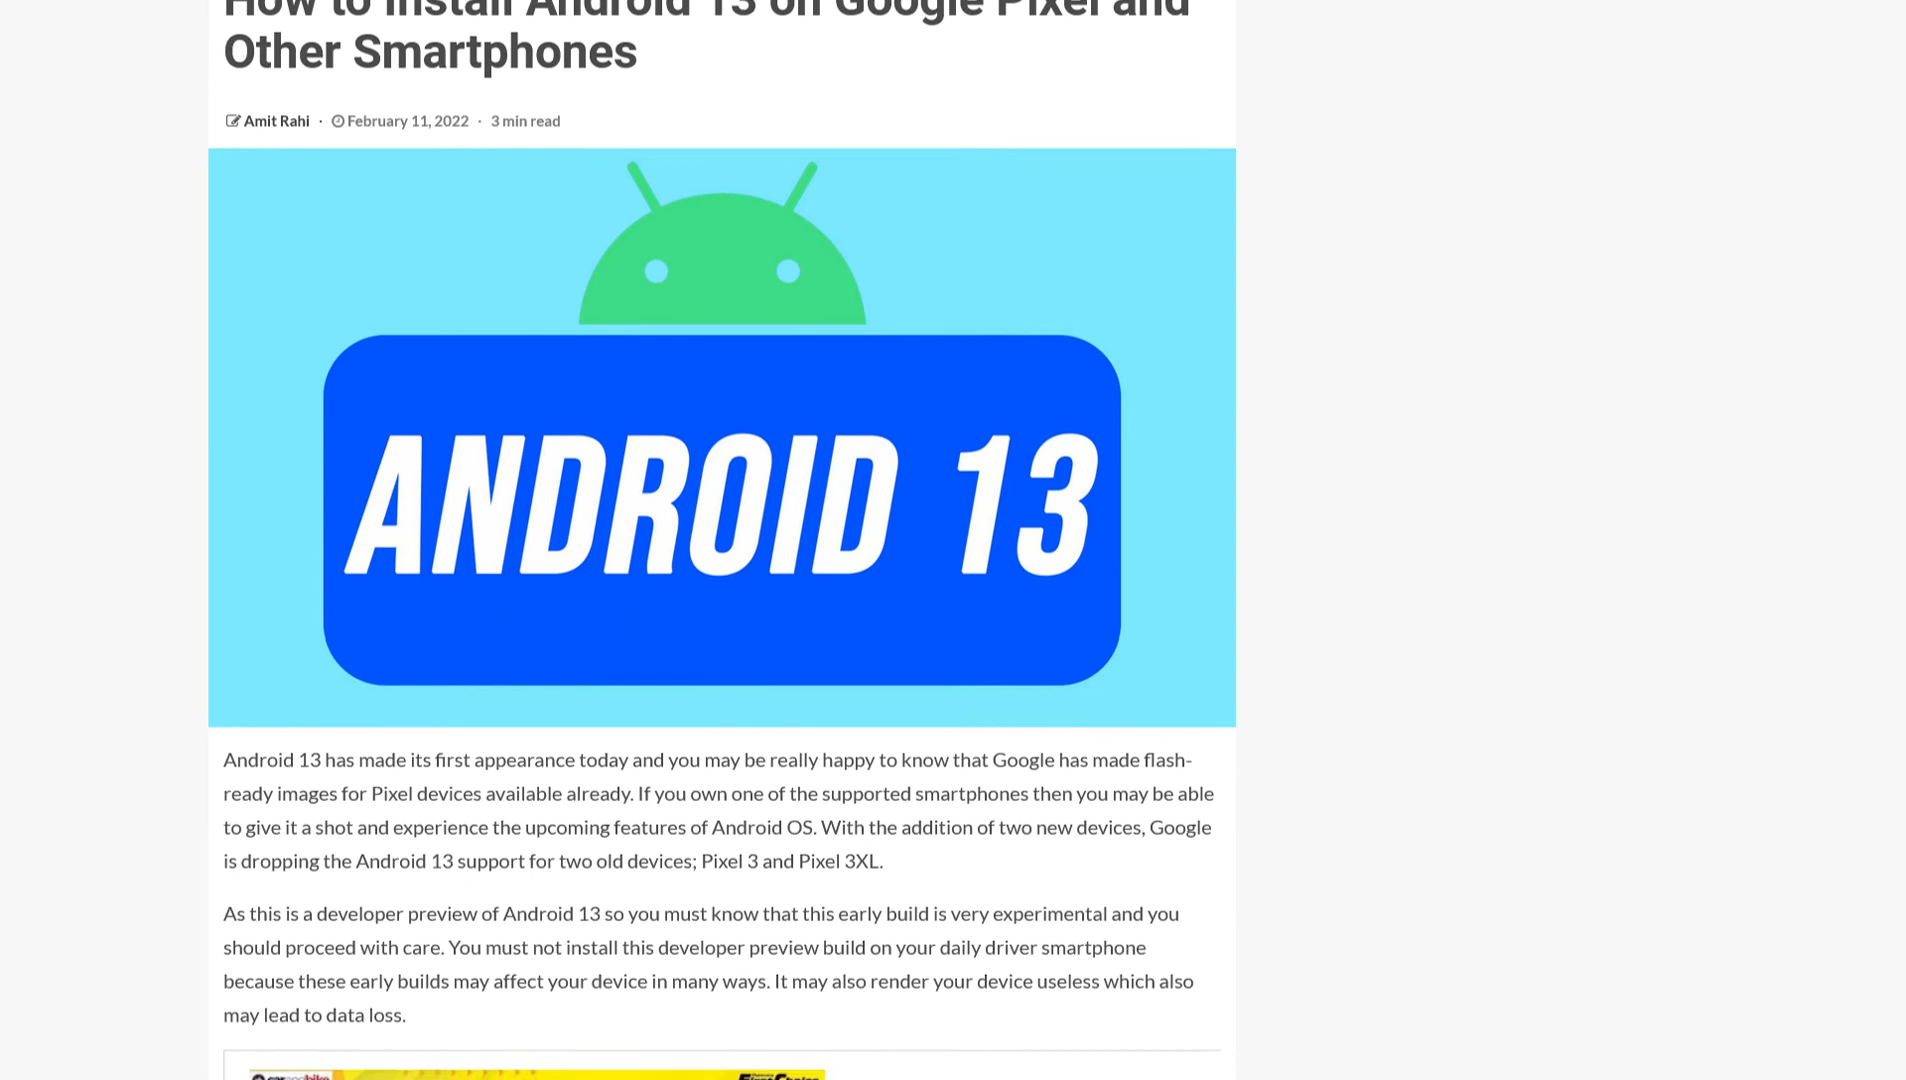 How to Install Android 13 on Google Pixel and
Other Smartphones
Amit Rahi · February 11, 2022 · 3 min read
ANDROID 13
Android 13 has made its first appearance today and you may be really happy to know that Google has made flash-
ready images for Pixel devices available already. If you own one of the supported smartphones then you may be able
to give it a shot and experience the upcoming features of Android OS. With the addition of two new devices, Google
is dropping the Android 13 support for two old devices; Pixel 3 and Pixel 3XL.
As this is a developer preview of Android 13 so you must know that this early build is very experimental and you
should proceed with care. You must not install this developer preview build on your daily driver smartphone
because these early builds may affect your device in many ways. It may also render your device useless which also
may lead to data loss.